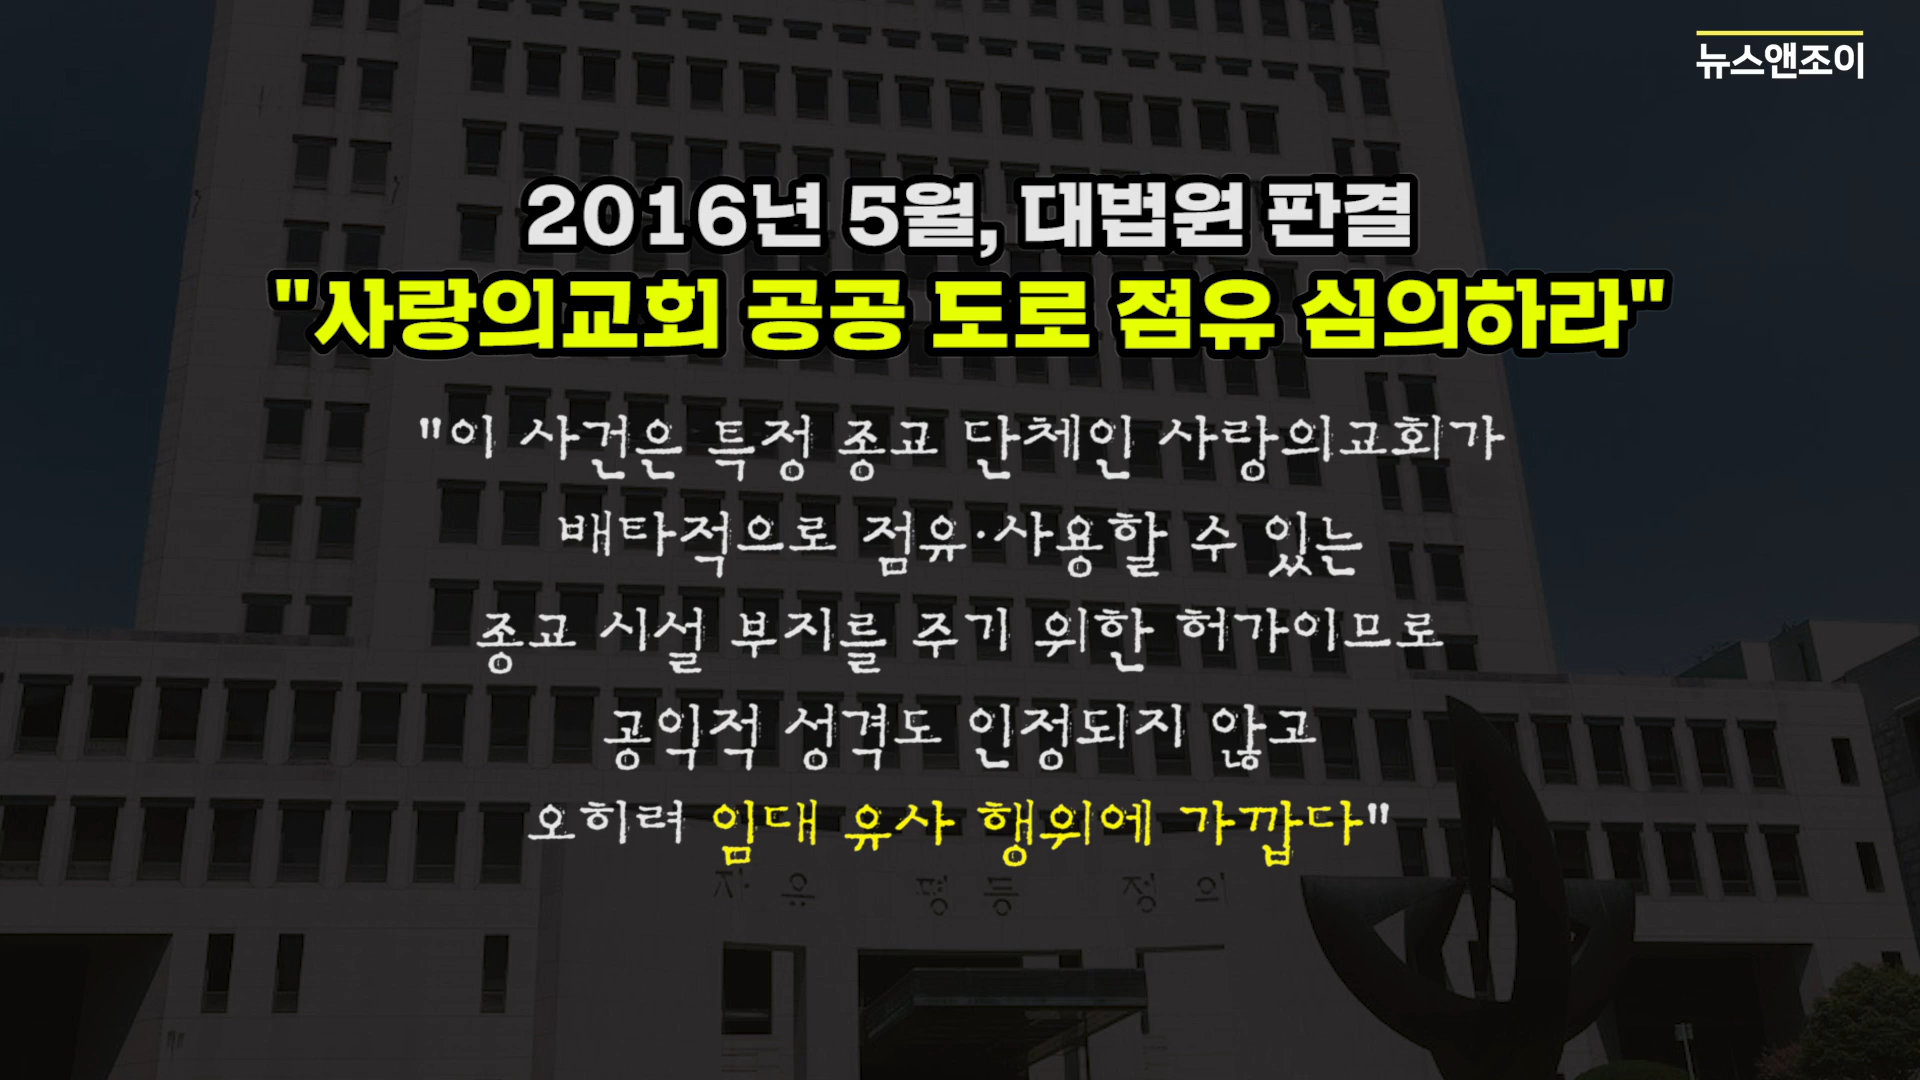 뉴스앤조이
2016년 5월, 대법원 판결
"사랑의교회 공공 도로 점유 심의하라"
"이 사건은 특정 종교 단체인 사랑의교회가
배타적으로 점유·사용할 수 있는
종교 시설 부지를 주기 위한 허가이므로
공익적 성격도 인정되지 않고
오히려 임대 유사 행위에 가깝다"
자유 평등 정의